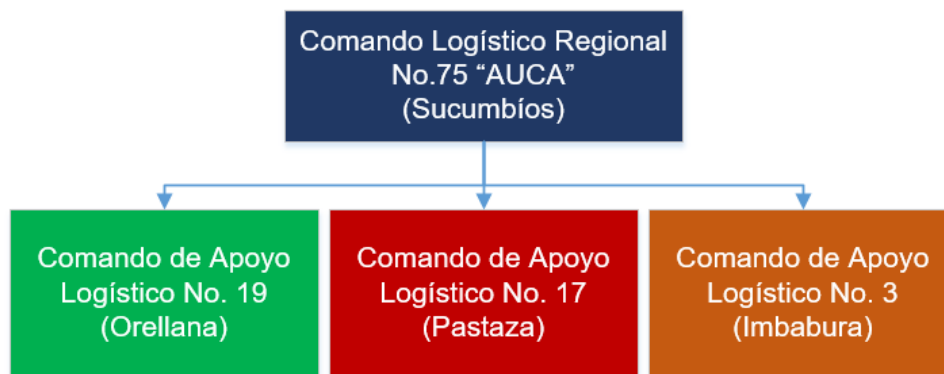 Comando Logístico Regional
No.75 “AUCA”
(Sucumbíos)
Comando de Apoyo
Logístico No. 19
(Orellana)
Comando de Apoyo
Logístico No. 17
(Pastaza)
Comando de Apoyo
Logístico No. 3
(Imbabura)